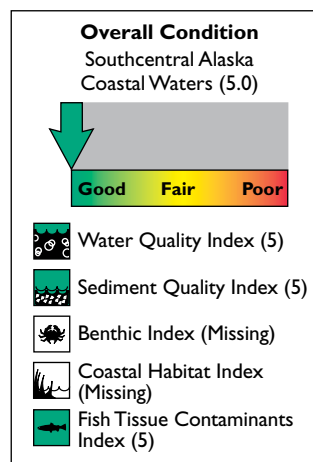 Overall Condition
Southcentral Alaska
Coastal Waters (5.0)
Good Fair Poor
Water Quality Index (5)
Sediment Quality Index (5)
Benthic Index (Missing)
Coastal Habitat Index
(Missing)
Fish Tissue Contaminants
Index (5)